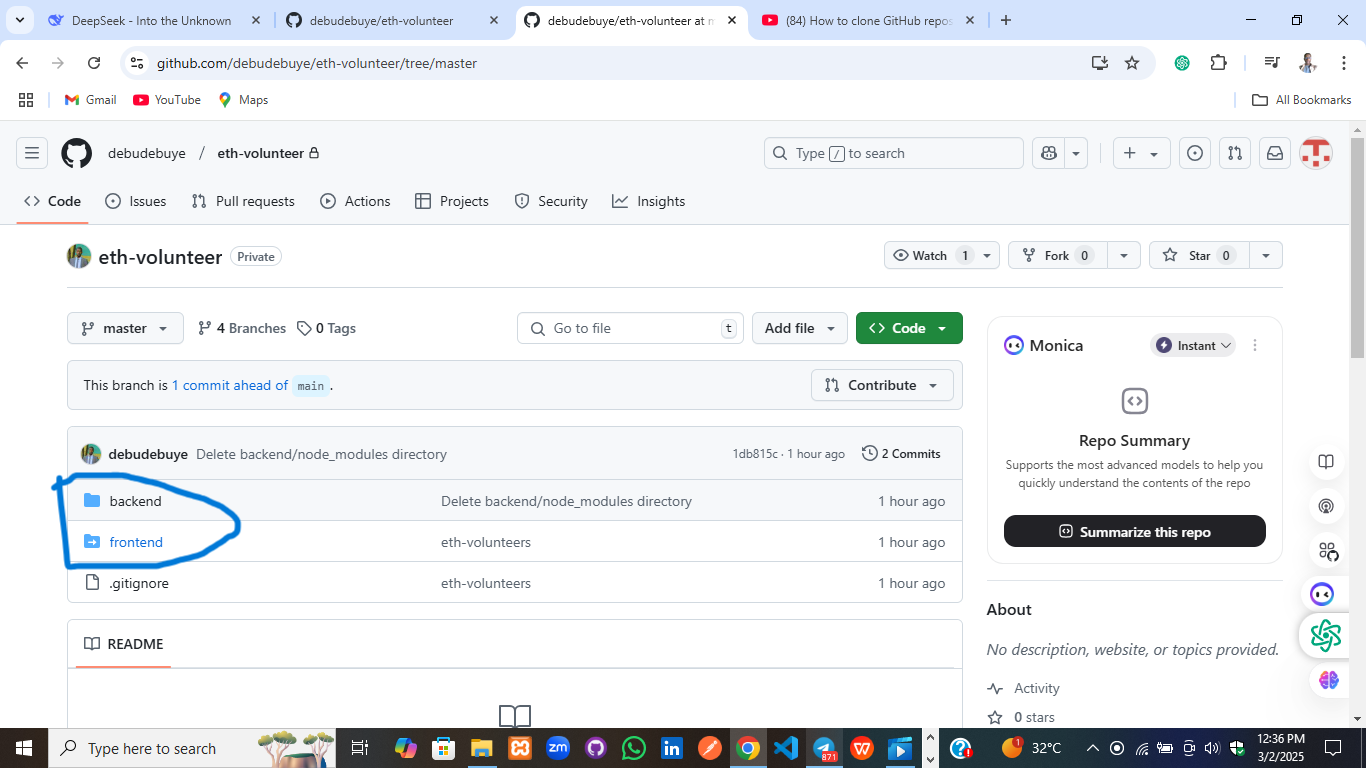 DeepSeek - Into the Unknown
debudebuye/eth-volunteer
debudebuye/eth-volunteer at m
(84) How to clone GitHub repos
github.com/debudebuye/eth-volunteer/tree/master
Gmail
YouTube
Maps
All Bookmarks
debudebuye / eth-volunteer
Type / to search
Code
Issues
Pull requests
Actions
Projects
Security
Insights
eth-volunteer Private
Watch 1
Fork 0
Star 0
master
4 Branches
0 Tags
Go to file t
Add file
Code
This branch is 1 commit ahead of main .
Contribute
debudebuye Delete backend/node_modules directory 1db815c · 1 hour ago 2 Commits
backend Delete backend/node_modules directory 1 hour ago
frontend eth-volunteers 1 hour ago
.gitignore eth-volunteers 1 hour ago
README
Monica
Instant
Repo Summary
Supports the most advanced models to help you
quickly understand the contents of the repo
Summarize this repo
About
No description, website, or topics provided.
Activity
0 stars
Type here to search
zm
871
1
32°C
12:36 PM
3/2/2025